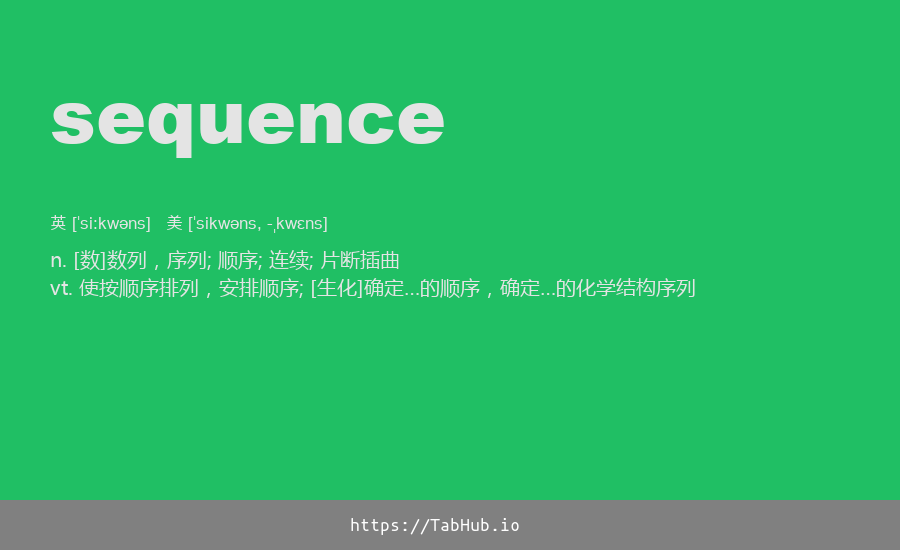 sequence
英 [ˈsiːkwəns] 美 [ˈsikwəns, -ˌkwɛns]
n. [数]数列，序列; 顺序; 连续; 片断插曲
vt. 使按顺序排列，安排顺序; [生化]确定...的顺序，确定...的化学结构序列
https://TabHub.io